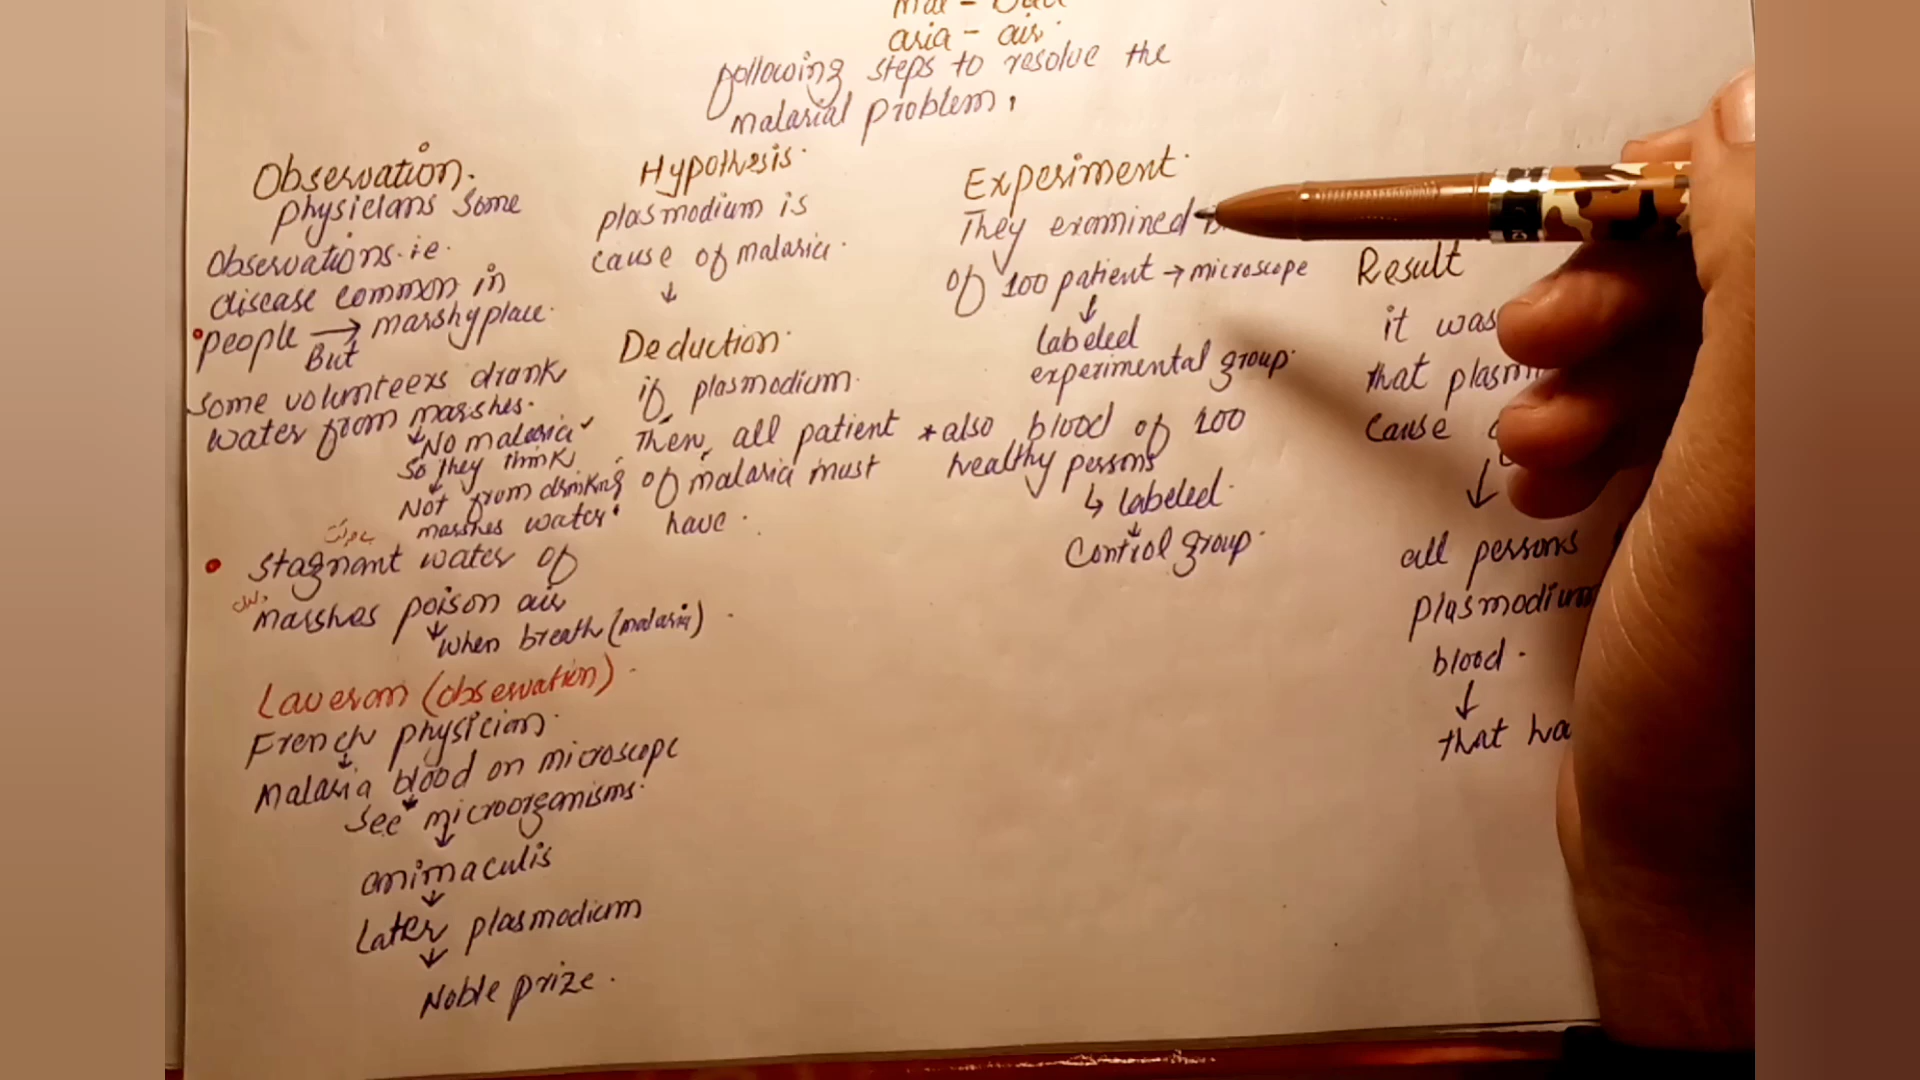 aria - air.
following steps to resolve the
malarial problem.
Observation.
physicians some
Observations. i.e.
disease common in
people → marshyplace.
But
some volunteers drank
water from marshes.
↓ No malaria
So they think
↓
Not from drinking
marshes water.
Stagnant water of
marshes poison air
↓ when breath (malaria)
Laveran (observation)
French physician
↓
Malaria blood on microscope
↓
see microorganisms.
↓
animaculis
↓
Later plasmodium
↓
Noble prize.
Hypothesis.
plasmodium is
cause of malaria.
↓
Deduction.
if plasmodium
Then, all patient
of malaria must
have.
Experiment.
They examined
of 100 patient → microscope
↓
labeled
experimental group.
* also blood of 100
healthy persons
↳ labeled.
↓
Control group.
Result
it was
that
cause
↓
all persons
plasmodium
blood.
↓
that